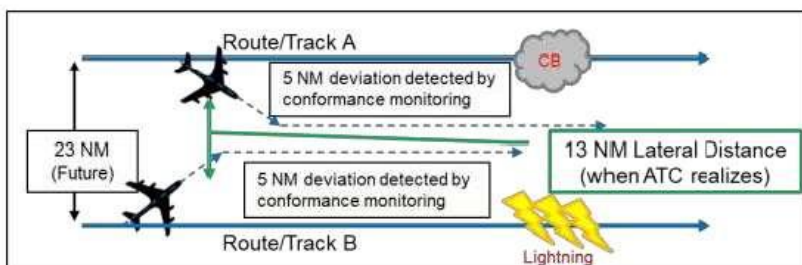 Route/Track A
CB
5 NM deviation detected by
conformance monitoring
23 NM
(Future)
13 NM Lateral Distance
(when ATC realizes)
5 NM deviation detected by
conformance monitoring
Route/Track B
Lightning